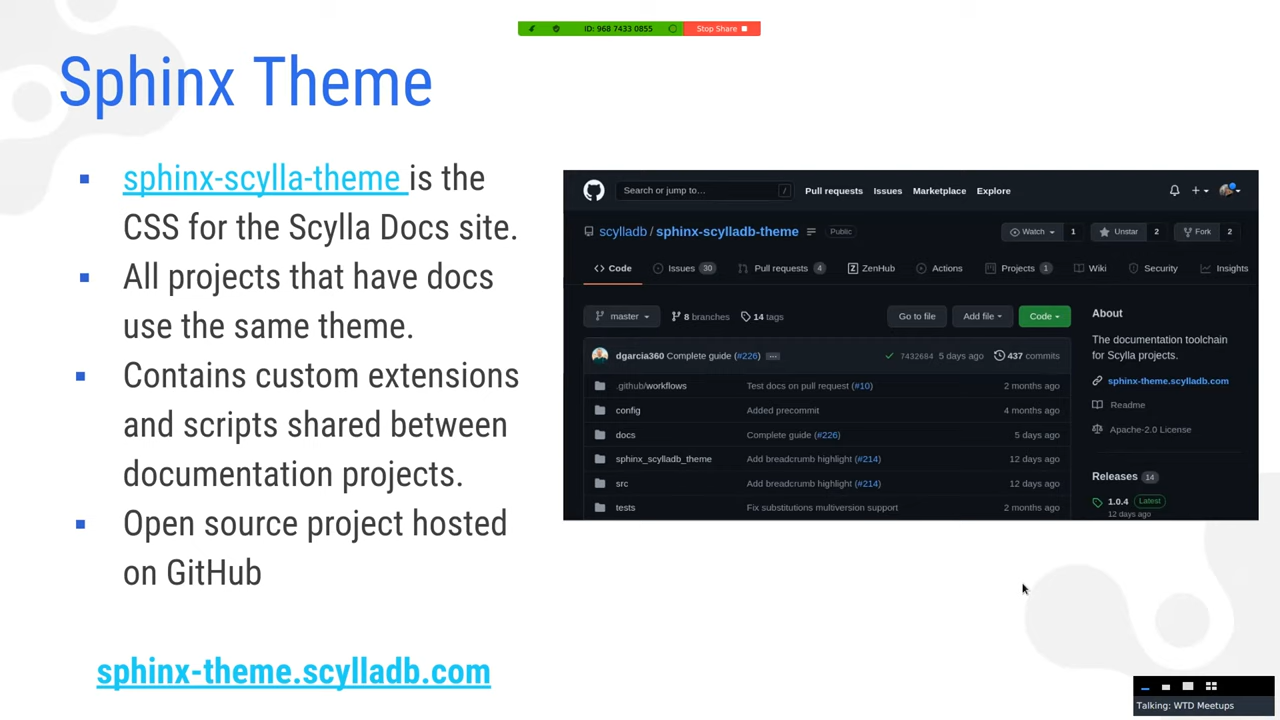 ID: 968 7433 0855 Stop Share
Sphinx Theme
sphinx-scylla-theme is the
CSS for the Scylla Docs site.
All projects that have docs
use the same theme.
Contains custom extensions
and scripts shared between
documentation projects.
Open source project hosted
on GitHub
sphinx-theme.scylladb.com
Search or jump to… / Pull requests Issues Marketplace Explore
scylladb / sphinx-scylladb-theme Public Watch 1 Unstar 2 Fork 2
Code Issues 30 Pull requests 4 ZenHub Actions Projects 1 Wiki Security Insights
master 8 branches 14 tags Go to file Add file Code
dgarcia360 Complete guide (#226) ... 7432684 5 days ago 437 commits
.github/workflows Test docs on pull request (#10) 2 months ago
config Added precommit 4 months ago
docs Complete guide (#226) 5 days ago
sphinx_scylladb_theme Add breadcrumb highlight (#214) 12 days ago
src Add breadcrumb highlight (#214) 12 days ago
tests Fix substitutions multiversion support 2 months ago
About
The documentation toolchain
for Scylla projects.
sphinx-theme.scylladb.com
Readme
Apache-2.0 License
Releases 14
1.0.4 Latest
12 days ago
Talking: WTD Meetups